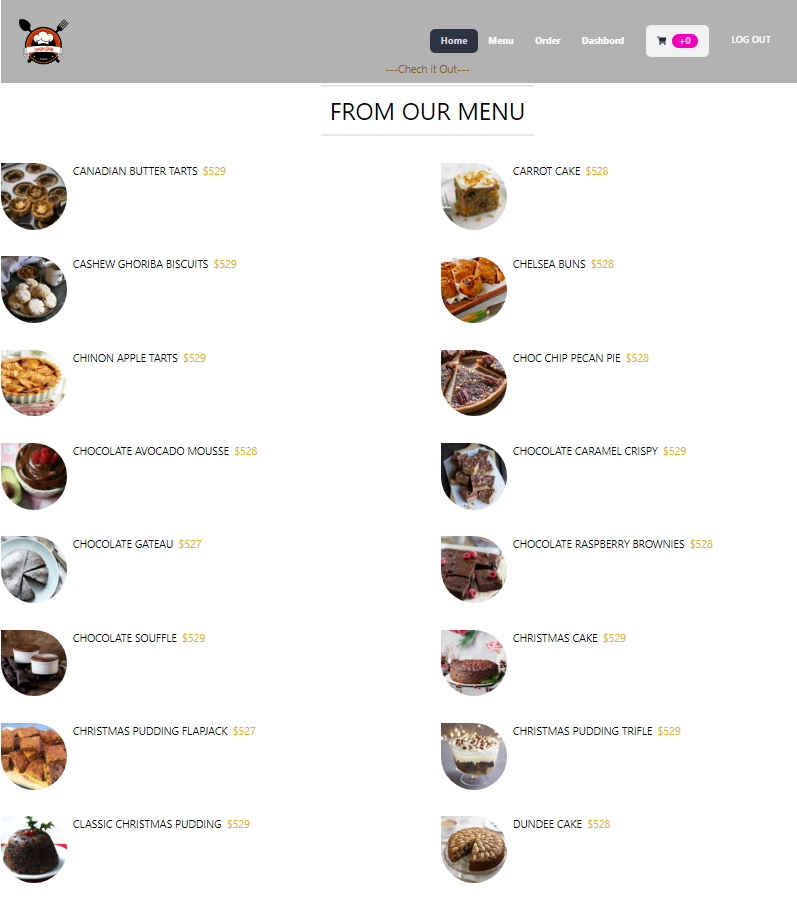 Home Menu Order Dashbord +0 LOG OUT
---Chech it Out---
FROM OUR MENU
CANADIAN BUTTER TARTS $529
CARROT CAKE $528
CASHEW GHORIBA BISCUITS $529
CHELSEA BUNS $528
CHINON APPLE TARTS $529
CHOC CHIP PECAN PIE $528
CHOCOLATE AVOCADO MOUSSE $528
CHOCOLATE CARAMEL CRISPY $529
CHOCOLATE GATEAU $527
CHOCOLATE RASPBERRY BROWNIES $528
CHOCOLATE SOUFFLE $529
CHRISTMAS CAKE $529
CHRISTMAS PUDDING FLAPJACK $527
CHRISTMAS PUDDING TRIFLE $529
CLASSIC CHRISTMAS PUDDING $529
DUNDEE CAKE $528